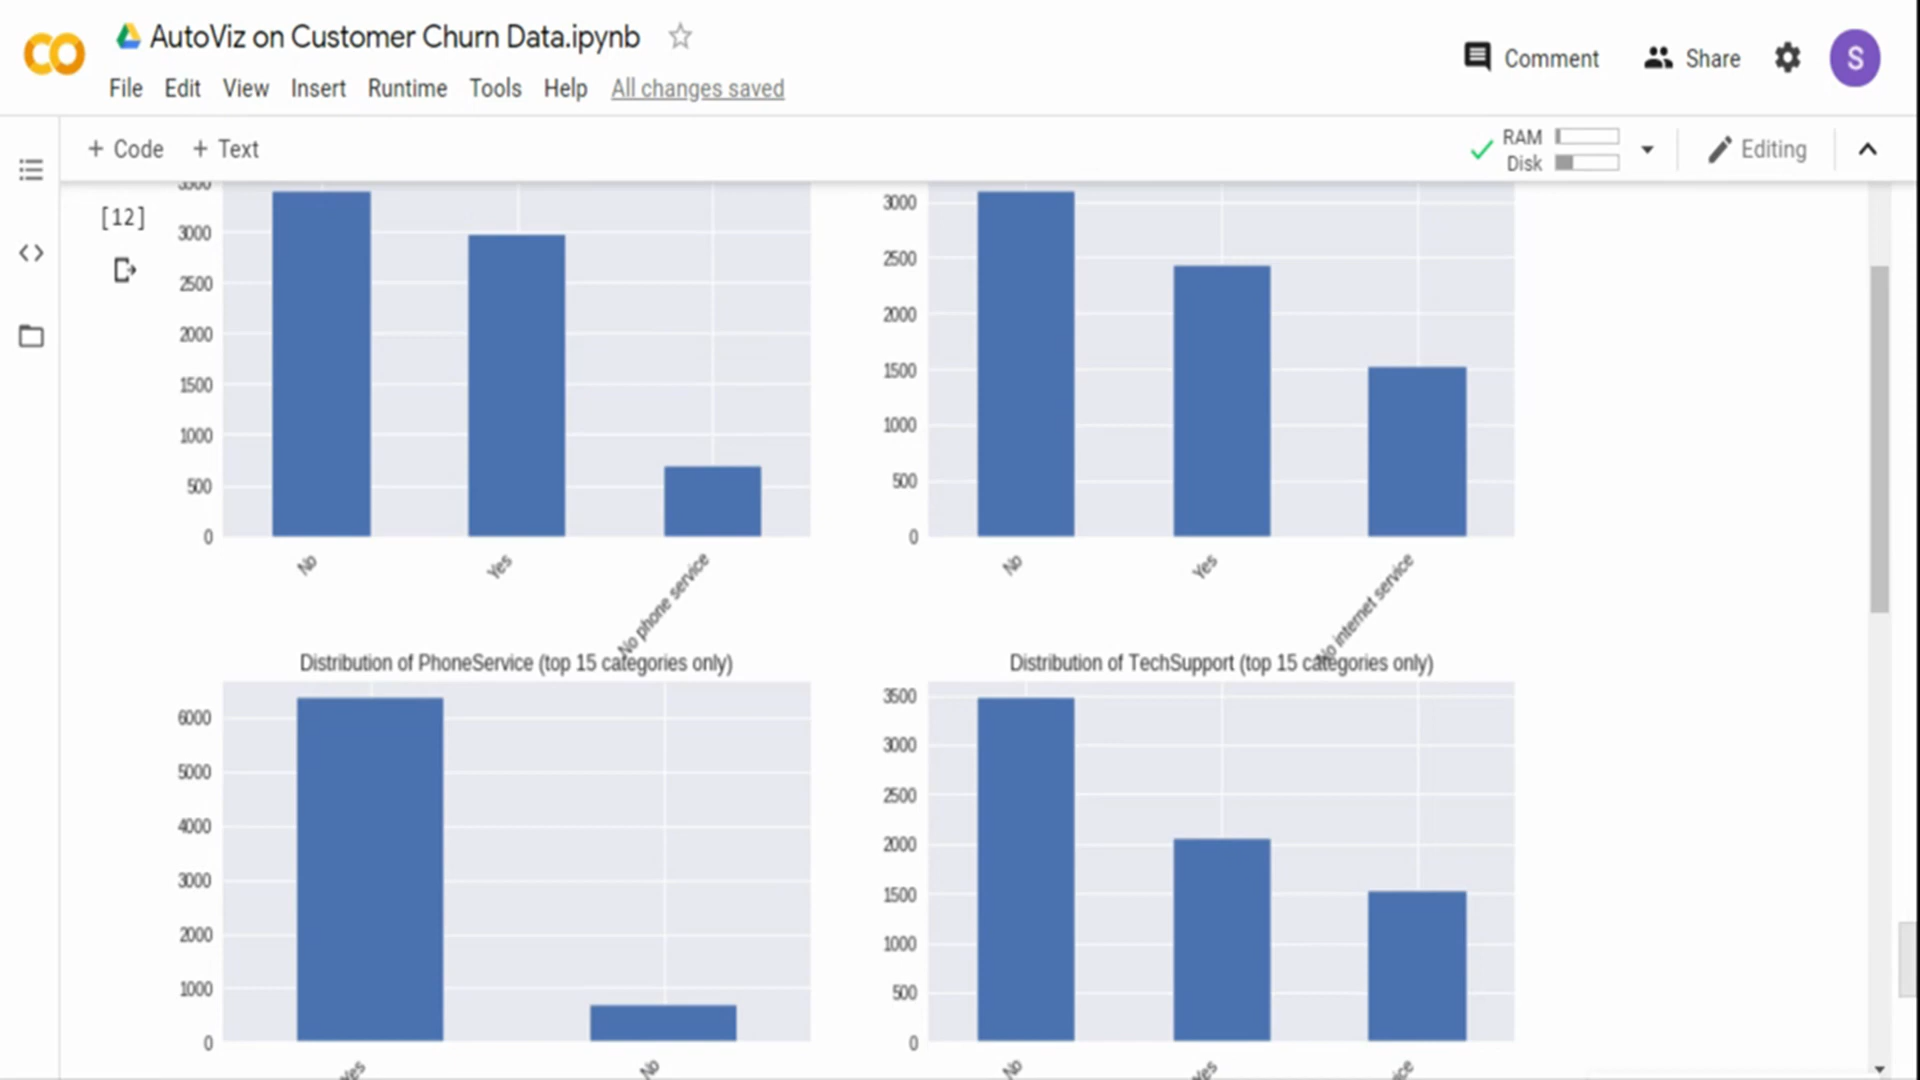 AutoViz on Customer Churn Data.ipynb
Comment
Share
S
File Edit View Insert Runtime Tools Help All changes saved
+ Code + Text
RAM
Disk
Editing
[12]
3500
3000
2500
2000
1500
1000
500
0
No
Yes
No phone service
3000
2500
2000
1500
1000
500
0
No
Yes
No internet service
Distribution of PhoneService (top 15 categories only)
6000
5000
4000
3000
2000
1000
0
Yes
No
Distribution of TechSupport (top 15 categories only)
3500
3000
2500
2000
1500
1000
500
0
No
Yes